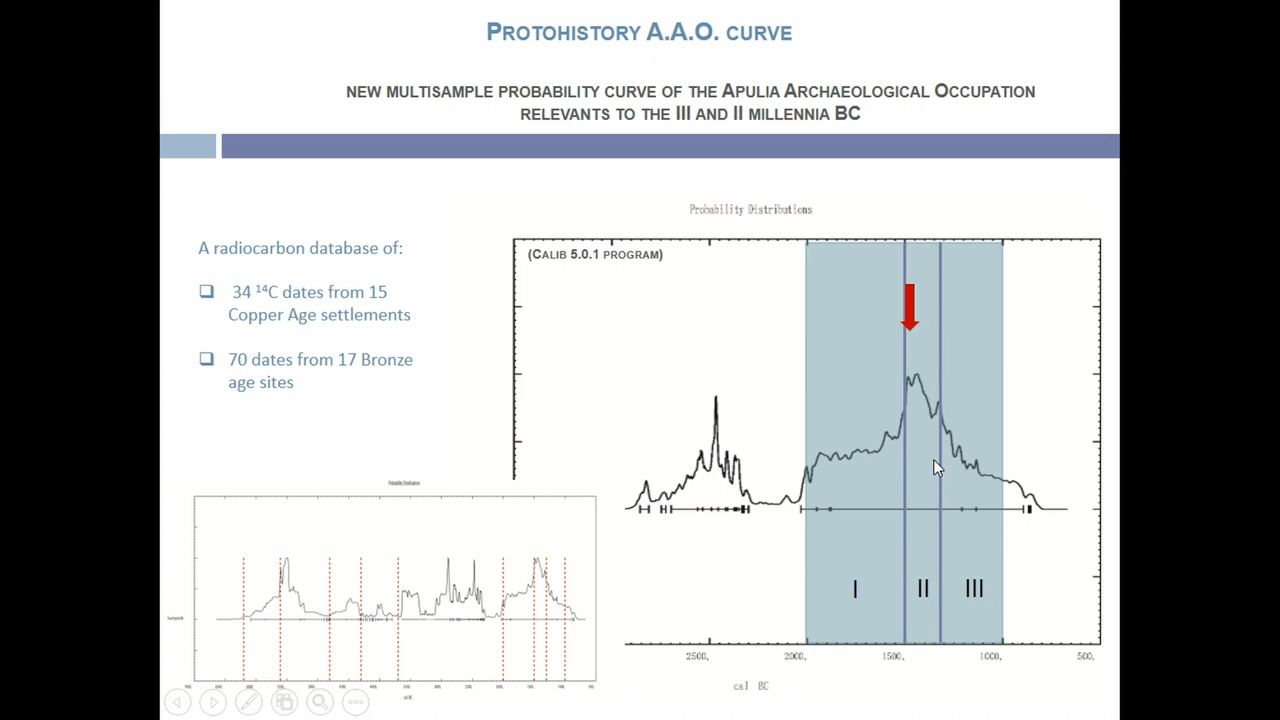 PROTOHISTORY A.A.O. CURVE
NEW MULTISAMPLE PROBABILITY CURVE OF THE APULIA ARCHAEOLOGICAL OCCUPATION
RELEVANTS TO THE III AND II MILLENNIA BC
Probability Distributions
A radiocarbon database of:
(CALIB 5.0.1 PROGRAM)
34 ¹⁴C dates from 15
Copper Age settlements
70 dates from 17 Bronze
age sites
Probability Distributions
I II III
2500, 2000, 1500, 1000, 500,
cal BC
cal BC